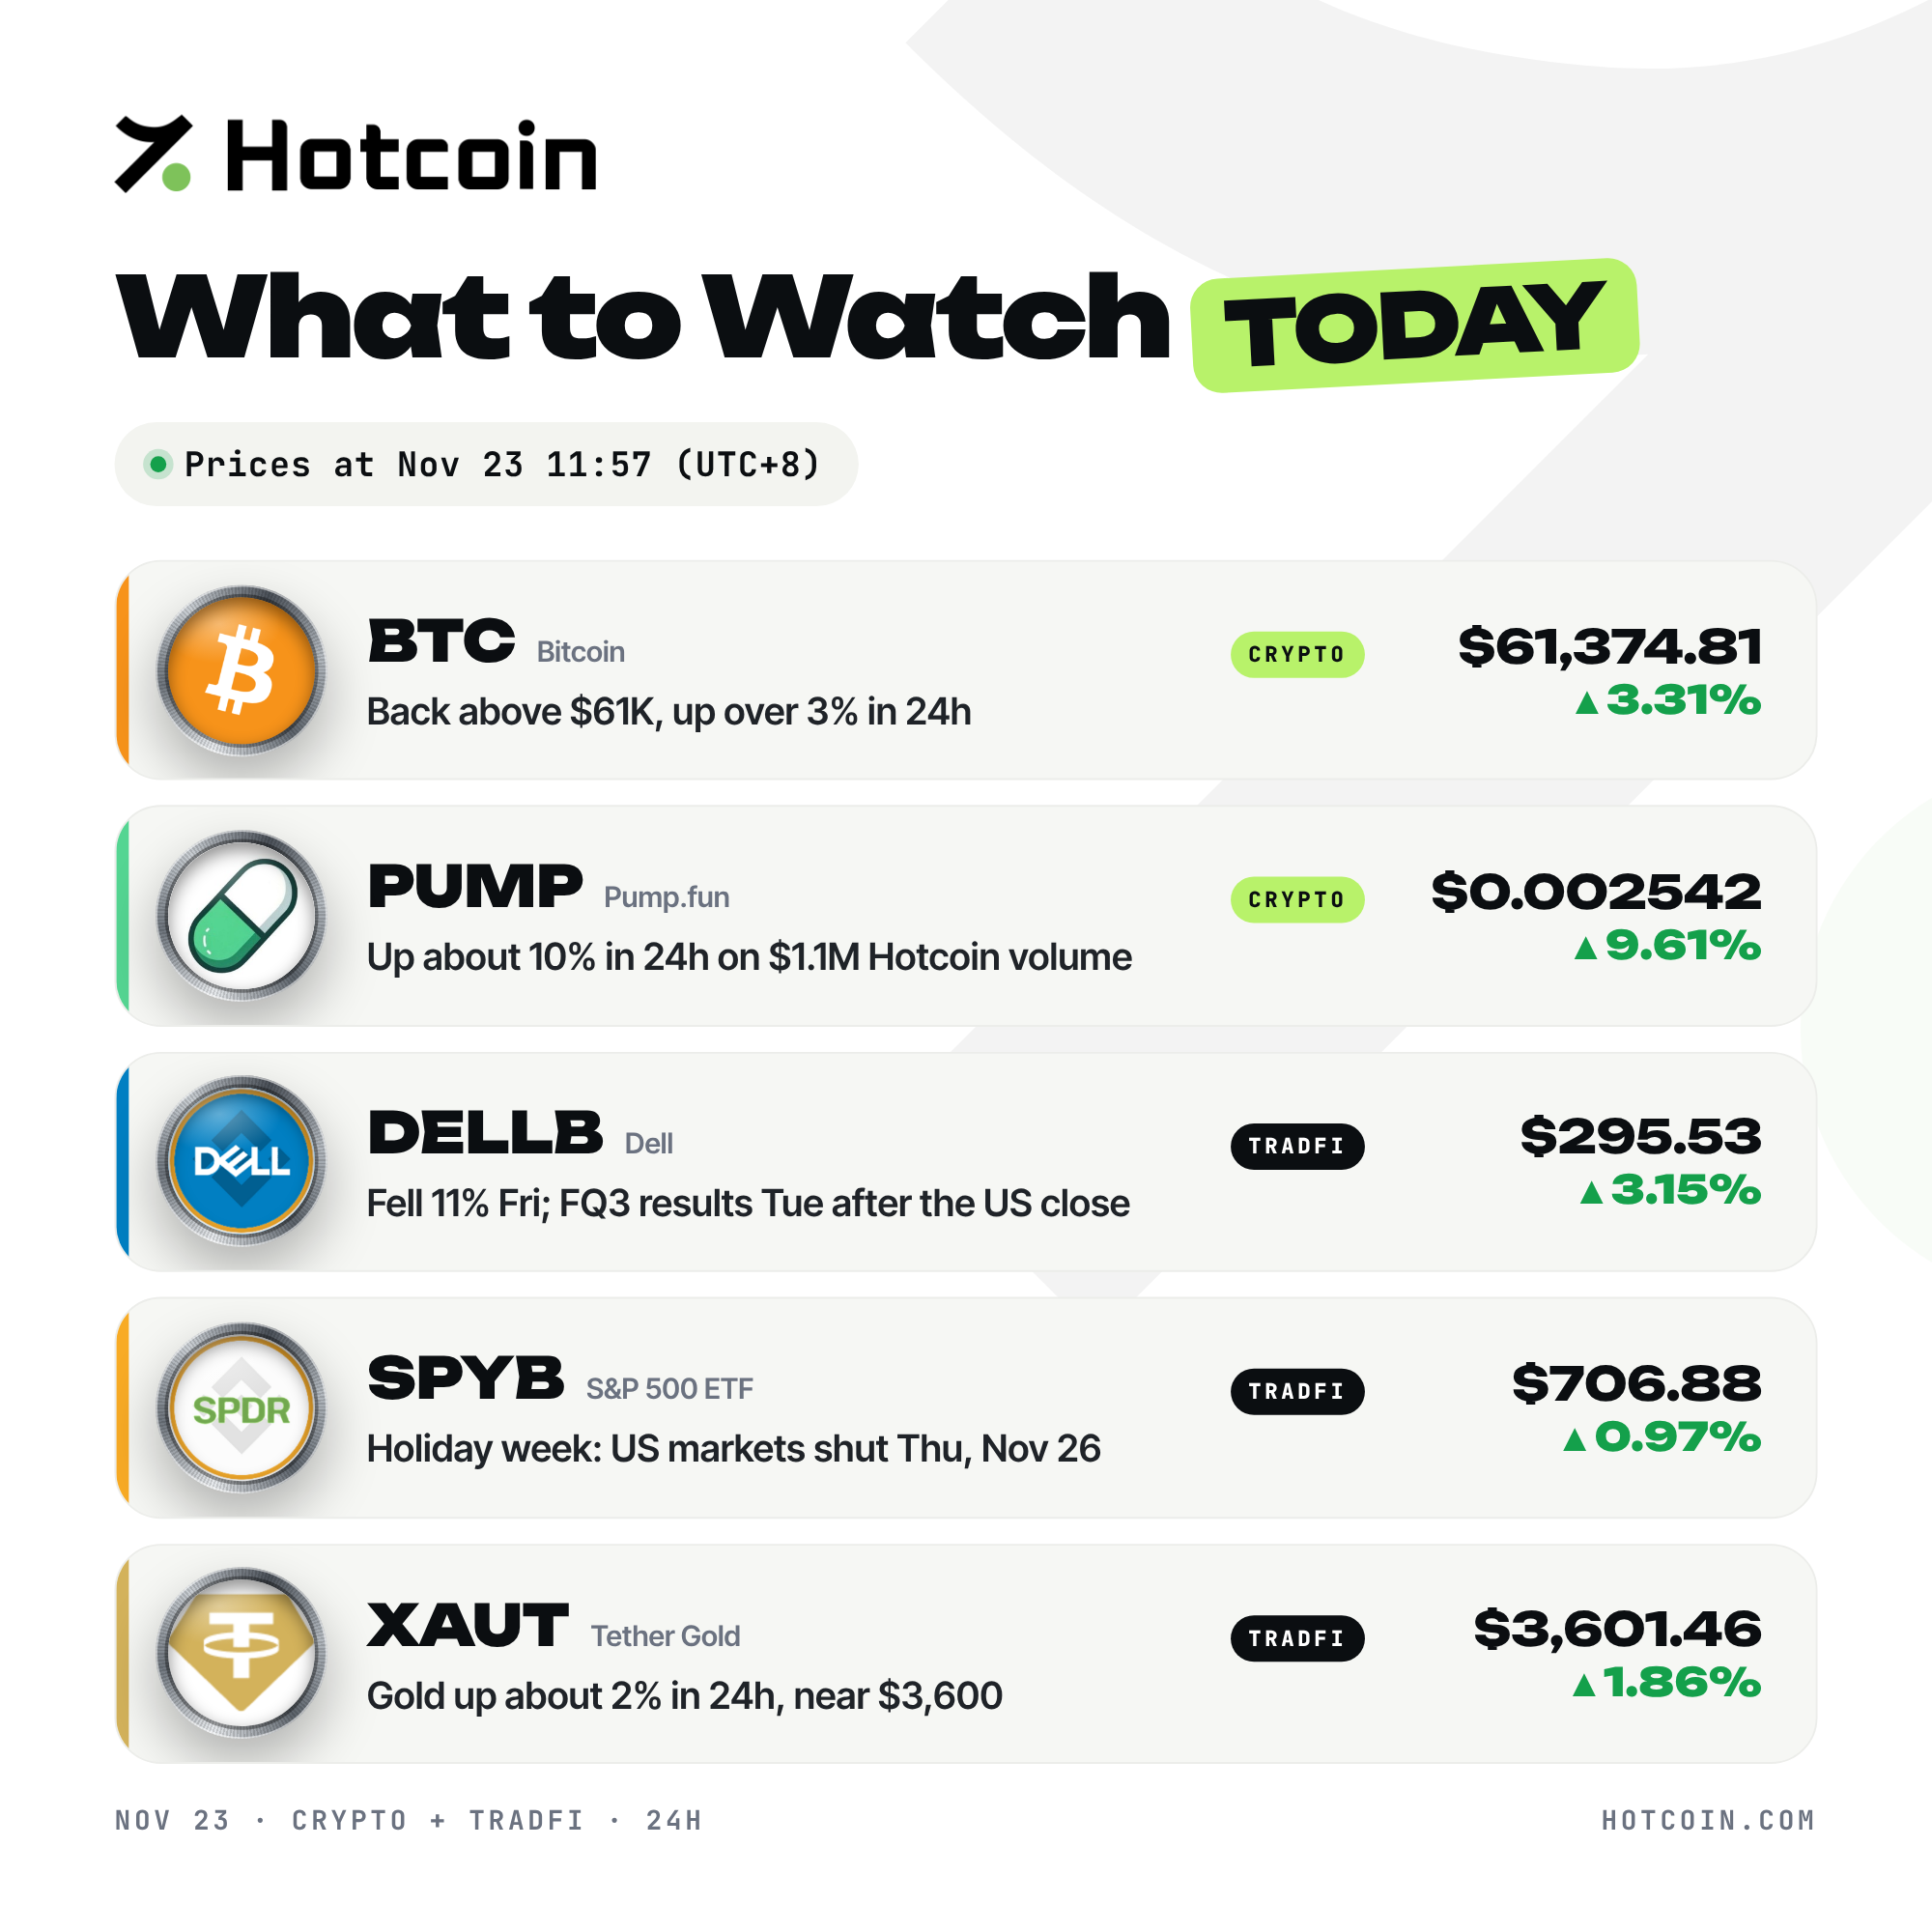 Hotcoin
What to Watch TODAY
Prices at Nov 23 11:57 (UTC+8)
BTC Bitcoin CRYPTO $61,374.81
Back above $61K, up over 3% in 24h ▲3.31%
PUMP Pump.fun CRYPTO $0.002542
Up about 10% in 24h on $1.1M Hotcoin volume ▲9.61%
DELL
DELLB Dell TRADFI $295.53
Fell 11% Fri; FQ3 results Tue after the US close ▲3.15%
SPDR
SPYB S&P 500 ETF TRADFI $706.88
Holiday week: US markets shut Thu, Nov 26 ▲0.97%
XAUT Tether Gold TRADFI $3,601.46
Gold up about 2% in 24h, near $3,600 ▲1.86%
NOV 23 · CRYPTO + TRADFI · 24H HOTCOIN.COM